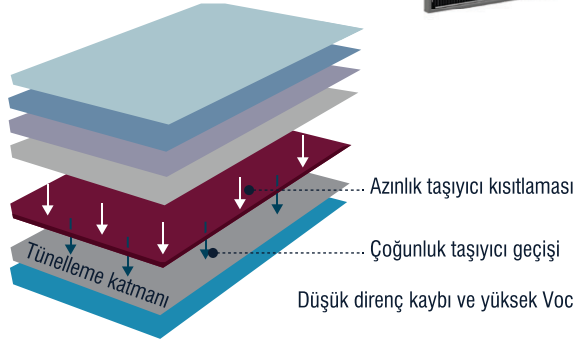 Azınlık taşıyıcı kısıtlaması
Çoğunluk taşıyıcı geçişi
Tünelleme katmanı
Düşük direnç kaybı ve yüksek Voc